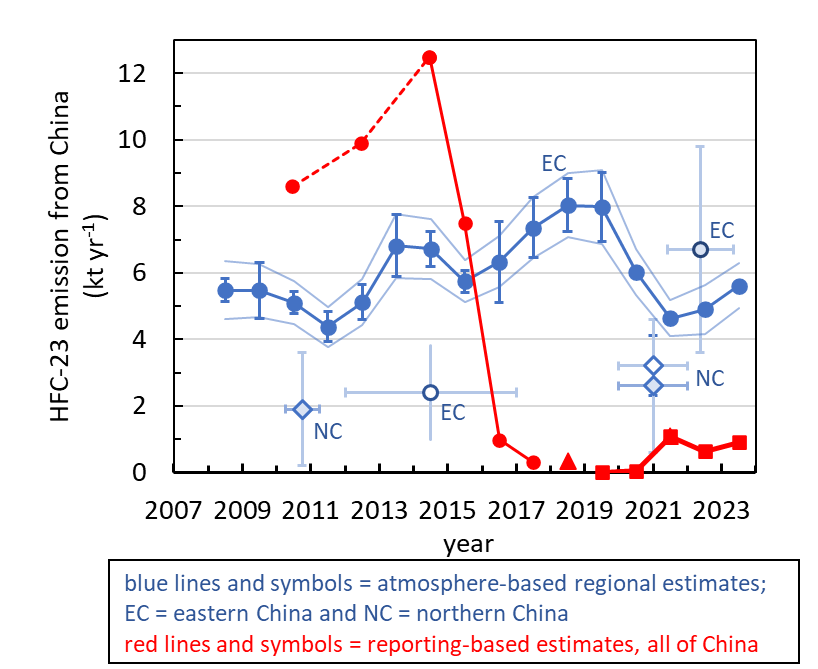 HFC-23 emission from China
(kt yr-1)
12
10
8
6
4
2
0
EC
EC
NC
EC
NC
2007 2009 2011 2013 2015 2017 2019 2021 2023
year
blue lines and symbols = atmosphere-based regional estimates;
EC = eastern China and NC = northern China
red lines and symbols = reporting-based estimates, all of China